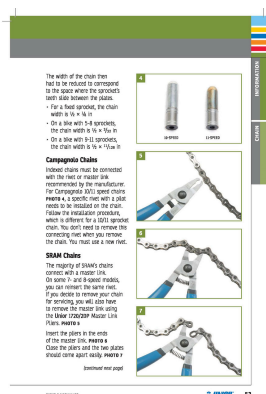 The width of the chain then
had to be reduced to correspond
to the space where the sprocket's
teeth slide between the plates.
• For a fixed sprocket, the chain
width is ½ × ⅛ in
• On a bike with 5-8 sprockets,
the chain width is ½ × 3/32 in
• On a bike with 9-11 sprockets,
the chain width is ½ × 11/128 in
Campagnolo Chains
Indexed chains must be connected
with the rivet or master link
recommended by the manufacturer.
For Campagnolo 10/11 speed chains
PHOTO 4, a specific rivet with a pilot
needs to be installed on the chain.
Follow the installation procedure,
which is different for a 10/11 sprocket
chain. You don't need to remove this
connecting rivet when you remove
the chain. You must use a new rivet.
SRAM Chains
The majority of SRAM's chains
connect with a master link.
On some 7- and 8-speed models,
you can reinsert the same rivet.
If you decide to remove your chain
for servicing, you will also have
to remove the master link using
the Unior 1720/2DP Master Link
Pliers. PHOTO 5
Insert the pliers in the ends
of the master link. PHOTO 6
Close the pliers and the two plates
should come apart easily. PHOTO 7
(continued next page)
4
10-SPEED
11-SPEED
5
6
7
INFORMATION
CHAIN
UNIOR